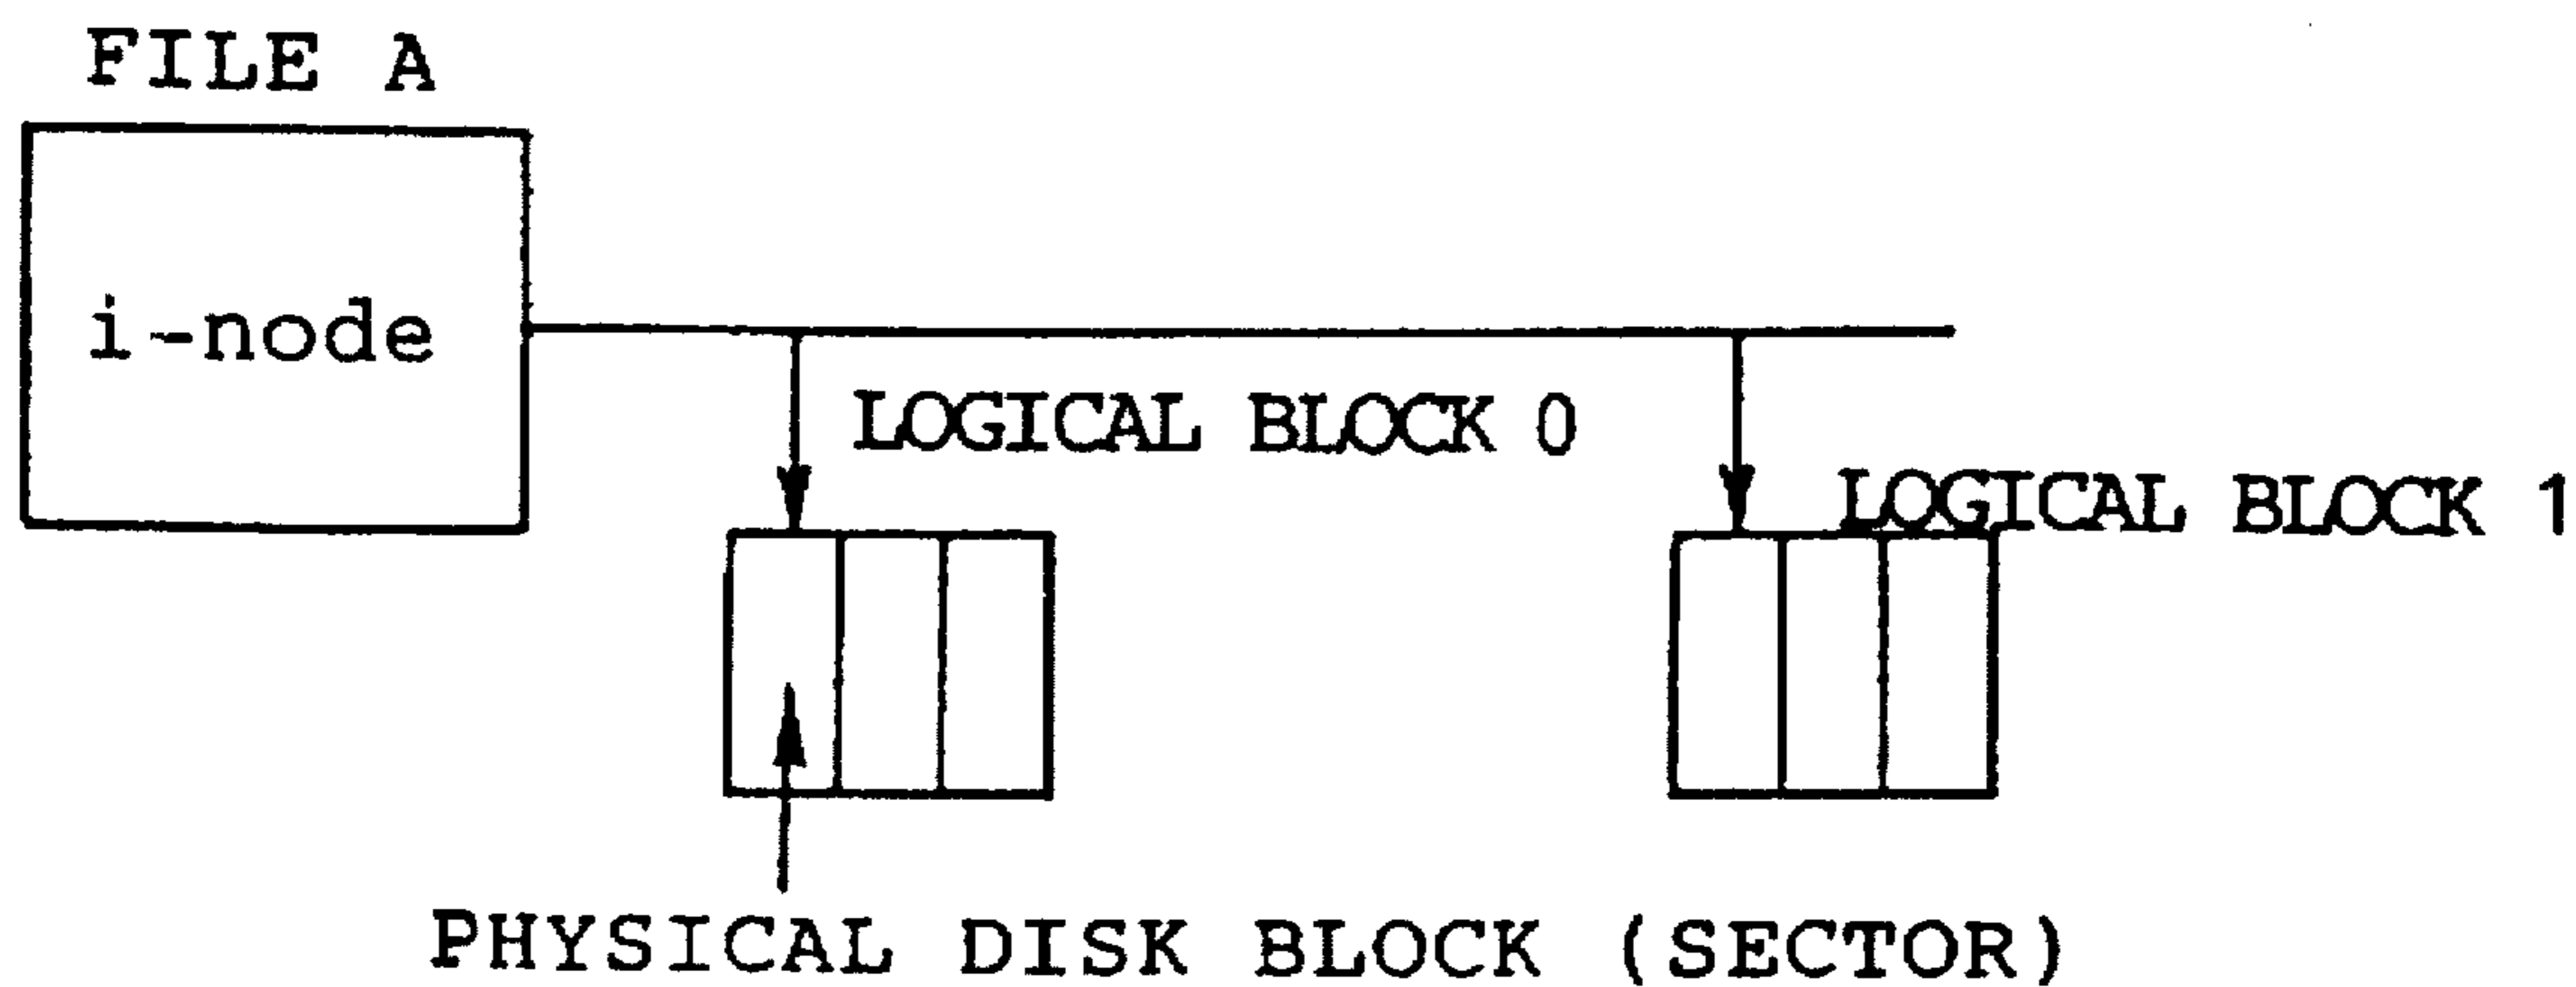 FILE A
i-node
LOGICAL BLOCK 0
LOGICAL BLOCK 1
PHYSICAL DISK BLOCK (SECTOR)